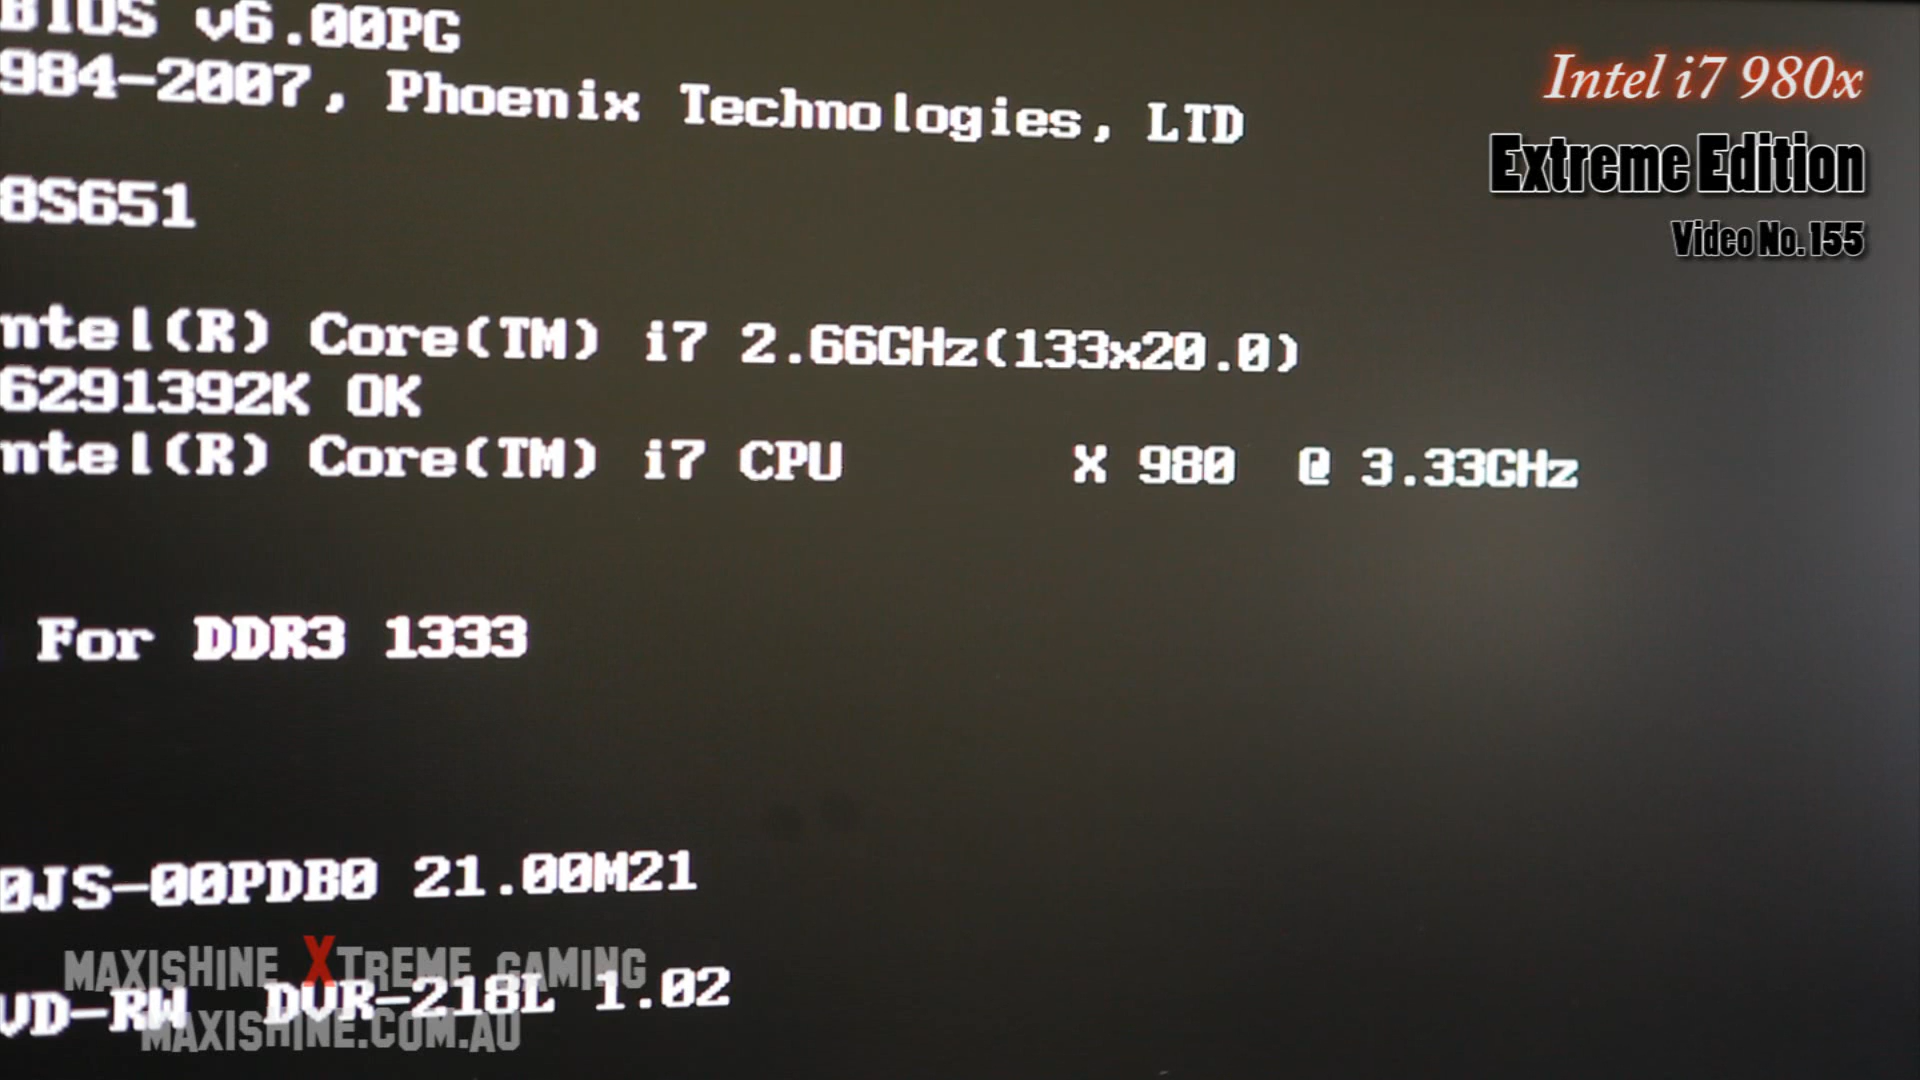 BIOS v6.00PG
984-2007, Phoenix Technologies, LTD
8S651
ntel(R) Core(TM) i7 2.66GHz(133x20.0)
6291392K OK
ntel(R) Core(TM) i7 CPU X 980 @ 3.33GHz
For DDR3 1333
0JS-00PDB0 21.00M21
VD-RW DVR-218L 1.02
Intel i7 980x
Extreme Edition
Video No. 155
MAXISHINE XTREME GAMING
MAXISHINE.COM.AU